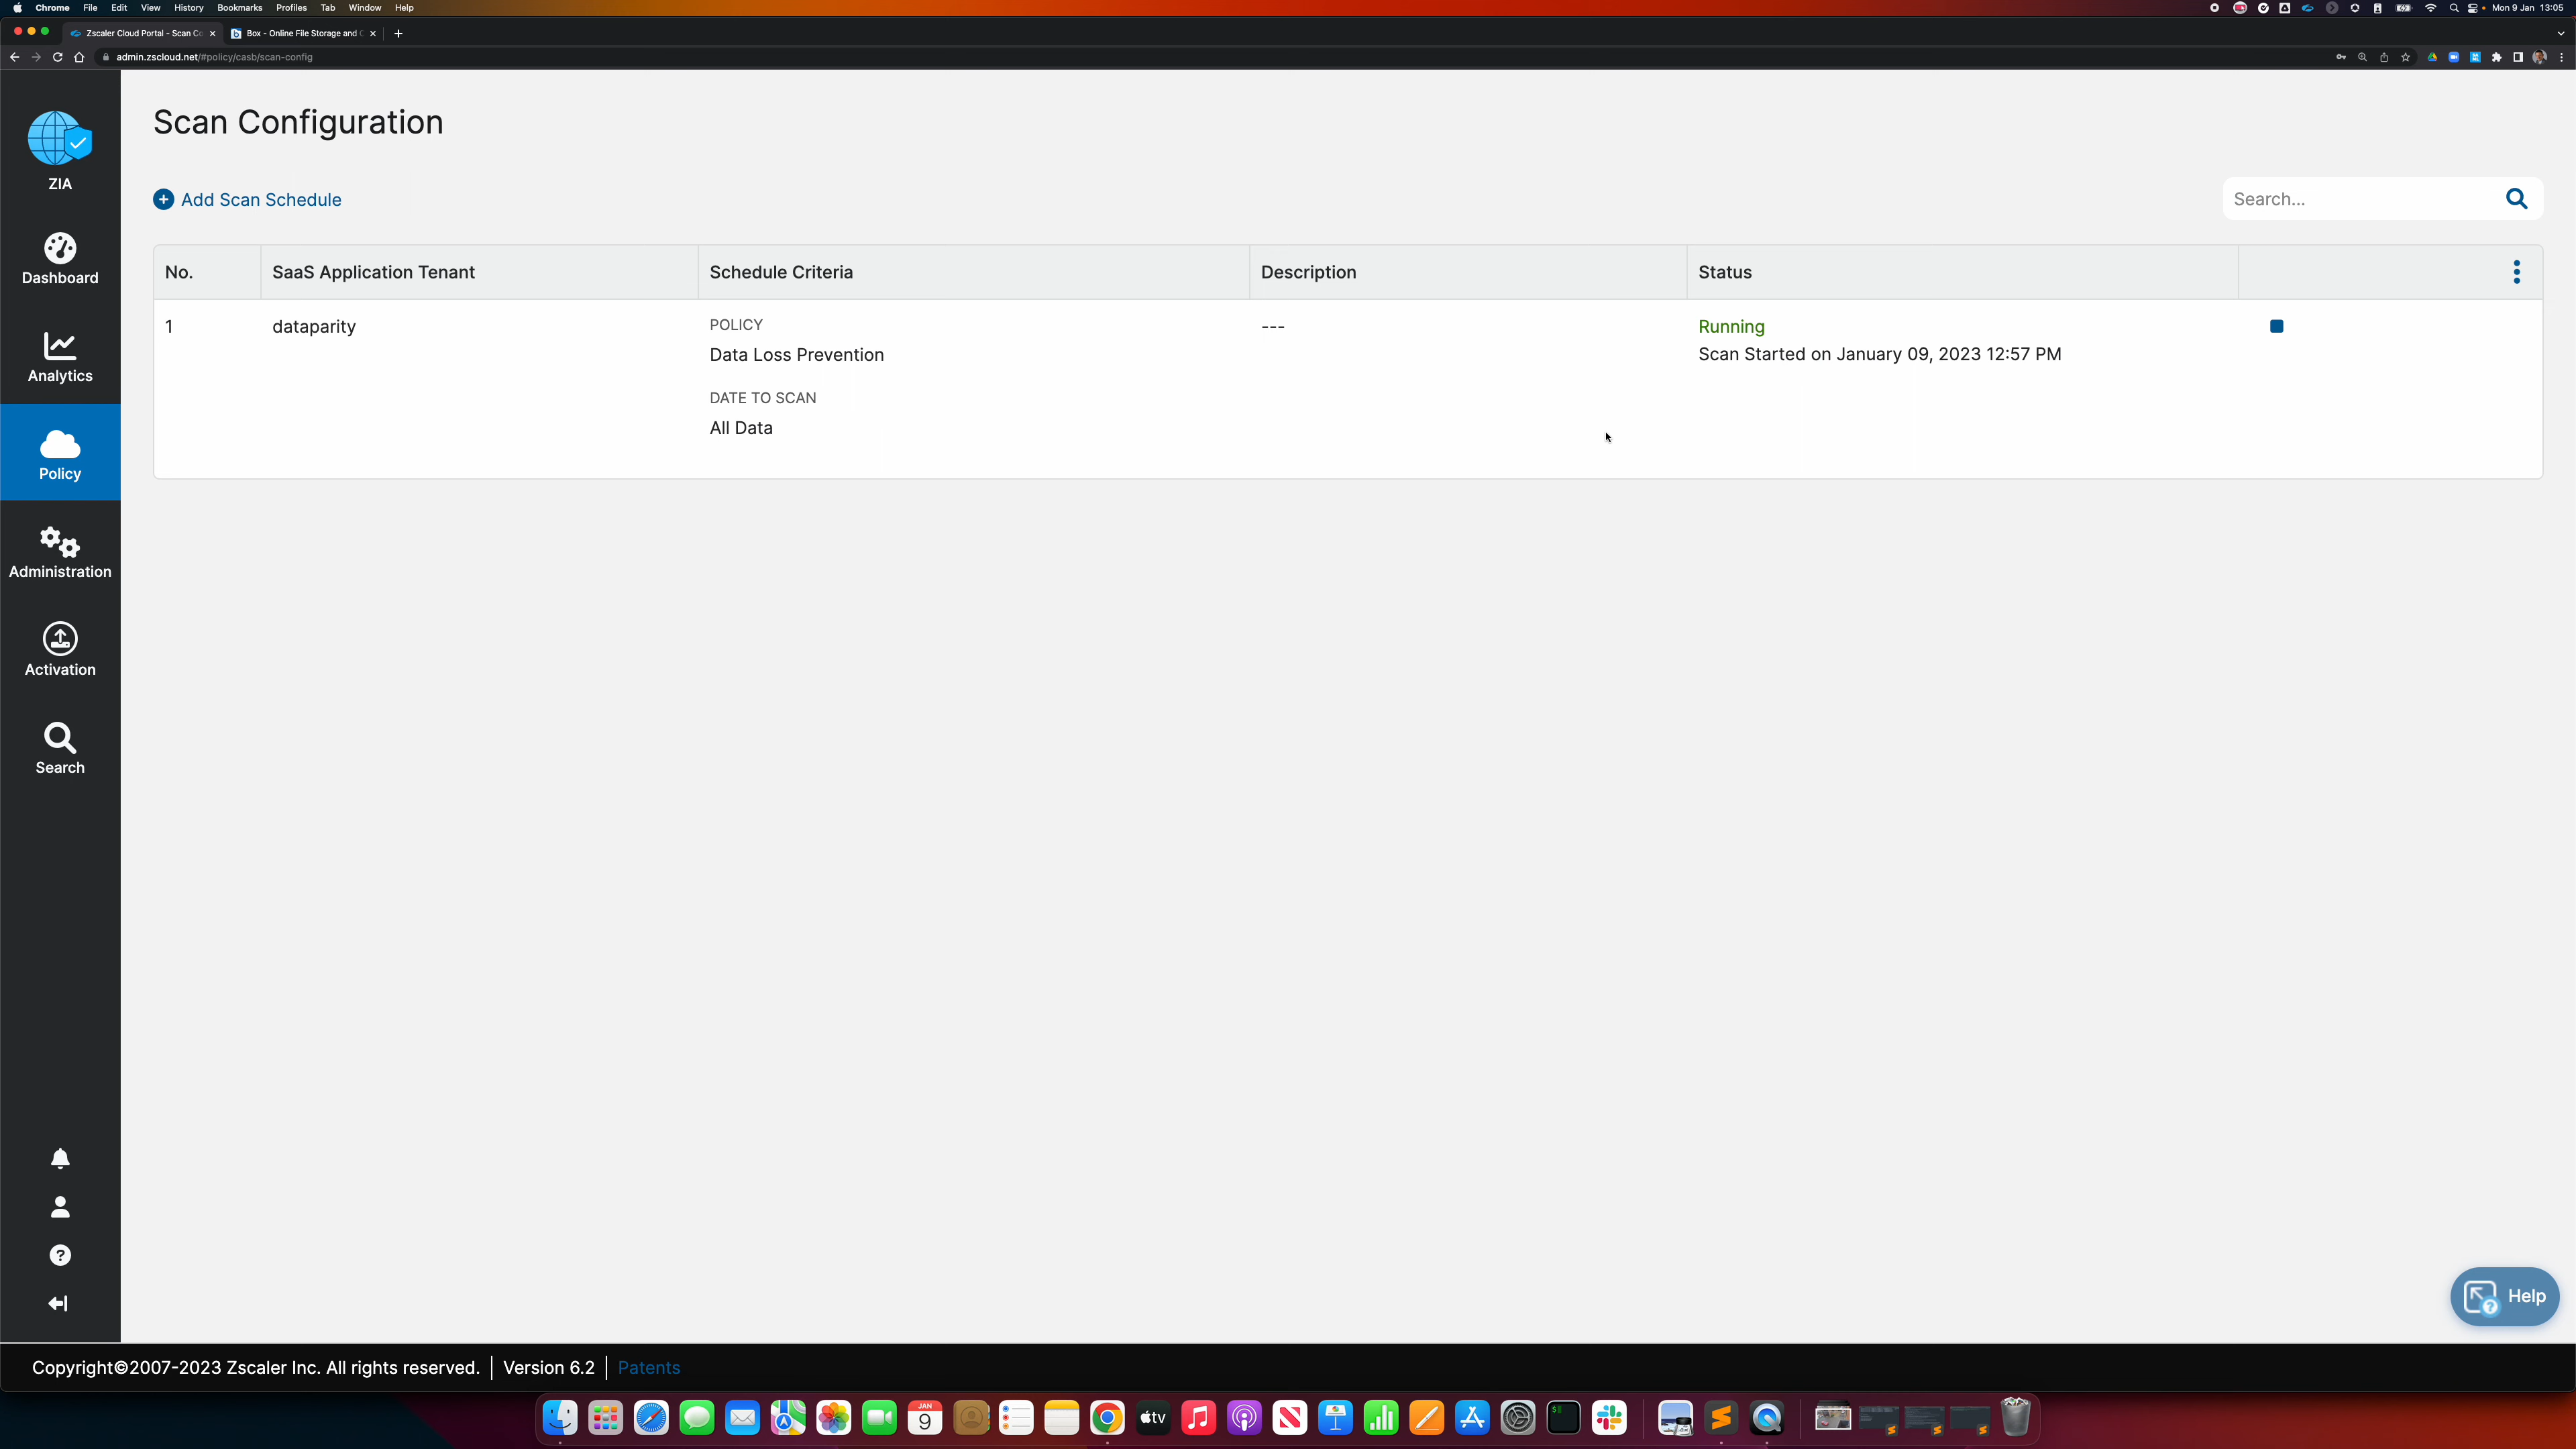 Chrome File Edit View History Bookmarks Profiles Tab Window Help
Mon 9 Jan 13:05
Zscaler Cloud Portal - Scan Co
Box - Online File Storage and
admin.zscloud.net/#policy/casb/scan-config
ZIA
Dashboard
Analytics
Policy
Administration
Activation
Search
Scan Configuration
Add Scan Schedule
Search...
No. SaaS Application Tenant Schedule Criteria Description Status
1 dataparity POLICY --- Running
Data Loss Prevention Scan Started on January 09, 2023 12:57 PM
DATE TO SCAN
All Data
Help
Copyright©2007-2023 Zscaler Inc. All rights reserved. Version 6.2 Patents
JAN
9
tv